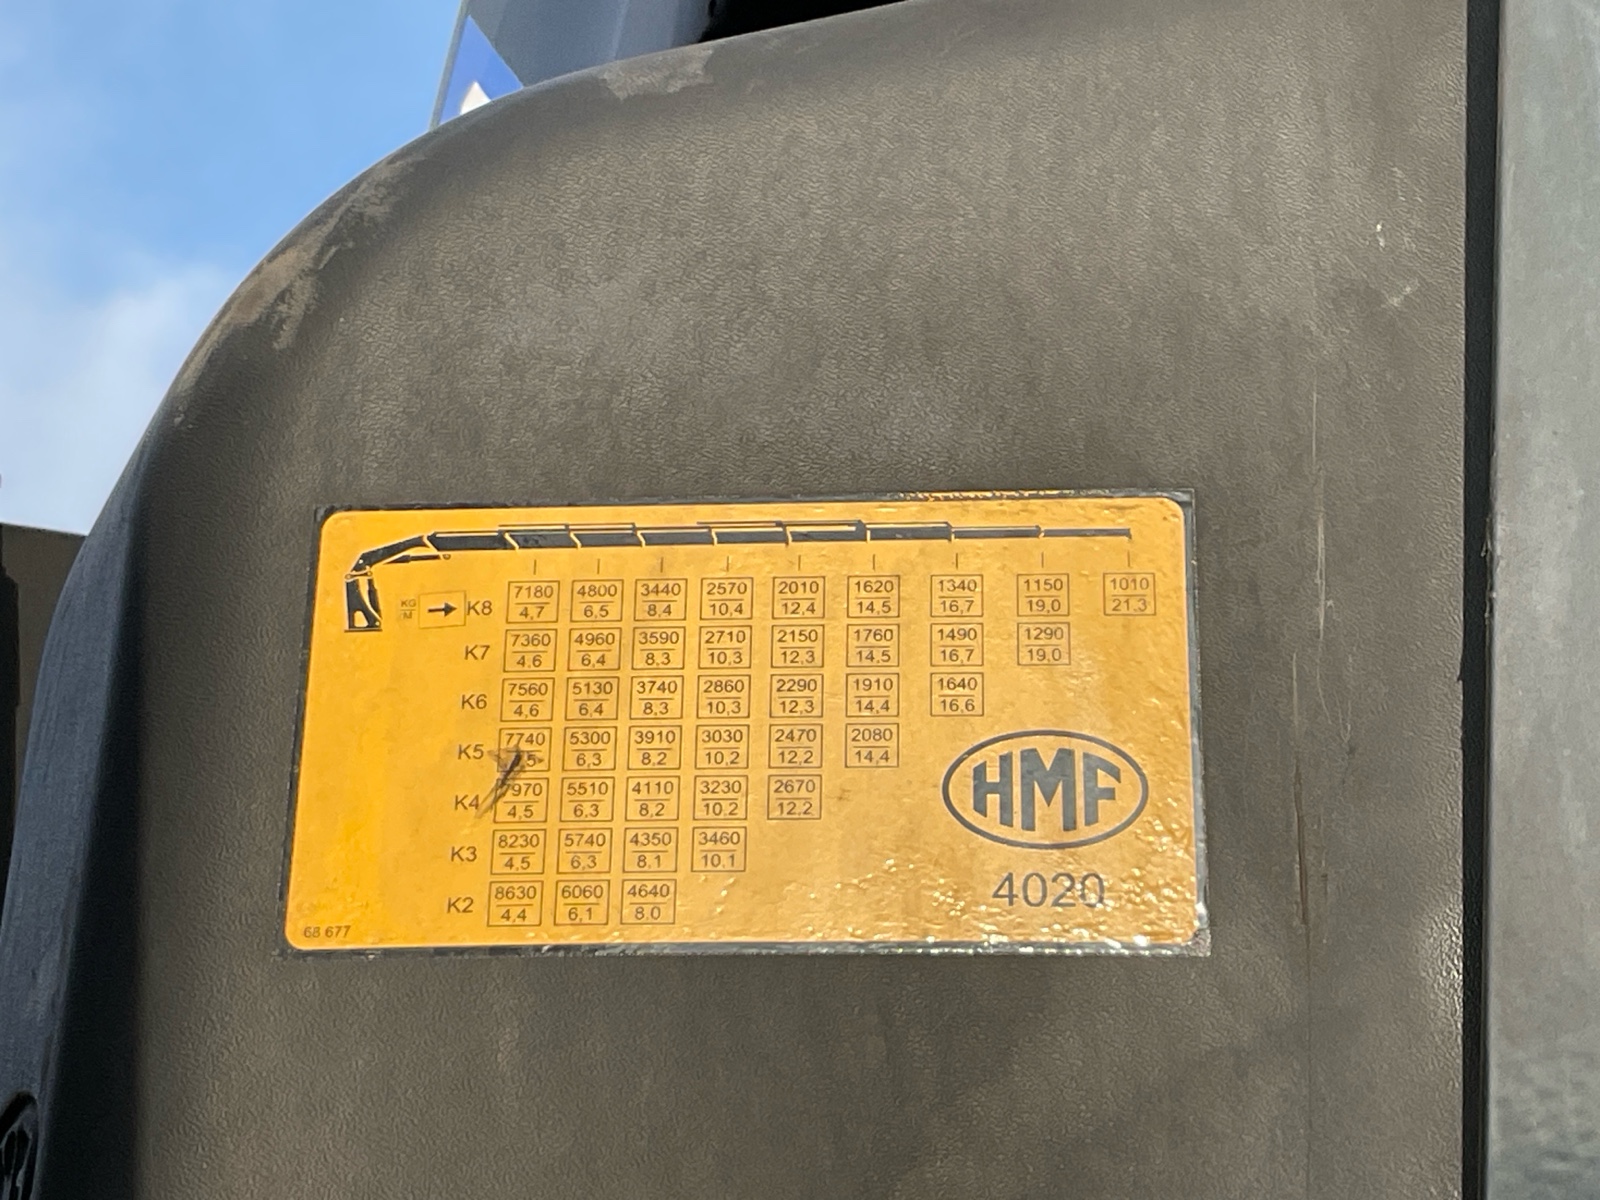 KG
M
K8 7180 4800 3440 2570 2010 1620 1340 1150 1010
4,7 6,5 8,4 10,4 12,4 14,5 16,7 19,0 21,3
K7 7360 4960 3590 2710 2150 1760 1490 1290
4,6 6,4 8,3 10,3 12,3 14,5 16,7 19,0
K6 7560 5130 3740 2860 2290 1910 1640
4,6 6,4 8,3 10,3 12,3 14,4 16,6
K5 7740 5300 3910 3030 2470 2080
6,3 8,2 10,2 12,2 14,4
K4 7970 5510 4110 3230 2670
4,5 6,3 8,2 10,2 12,2
K3 8230 5740 4350 3460
4,5 6,3 8,1 10,1
K2 8630 6060 4640
4,4 6,1 8,0
HMF
4020
68 677